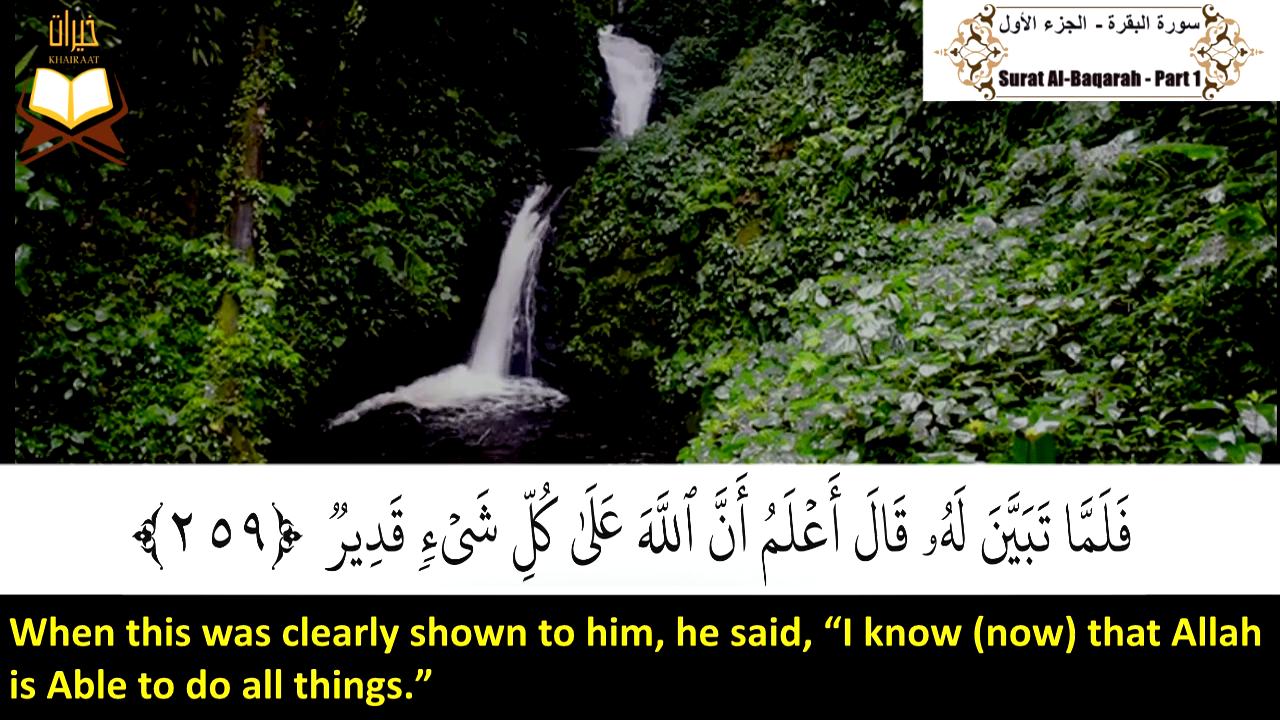 خيرات
KHAIRAAT
سورة البقرة - الجزء الأول
Surat Al-Baqarah - Part 1
فَلَمَّا تَبَيَّنَ لَهُۥ قَالَ أَعْلَمُ أَنَّ ٱللَّهَ عَلَىٰ كُلِّ شَىْءٍۢ قَدِيرٌۭ ﴿٢٥٩﴾
When this was clearly shown to him, he said, “I know (now) that Allah
is Able to do all things.”